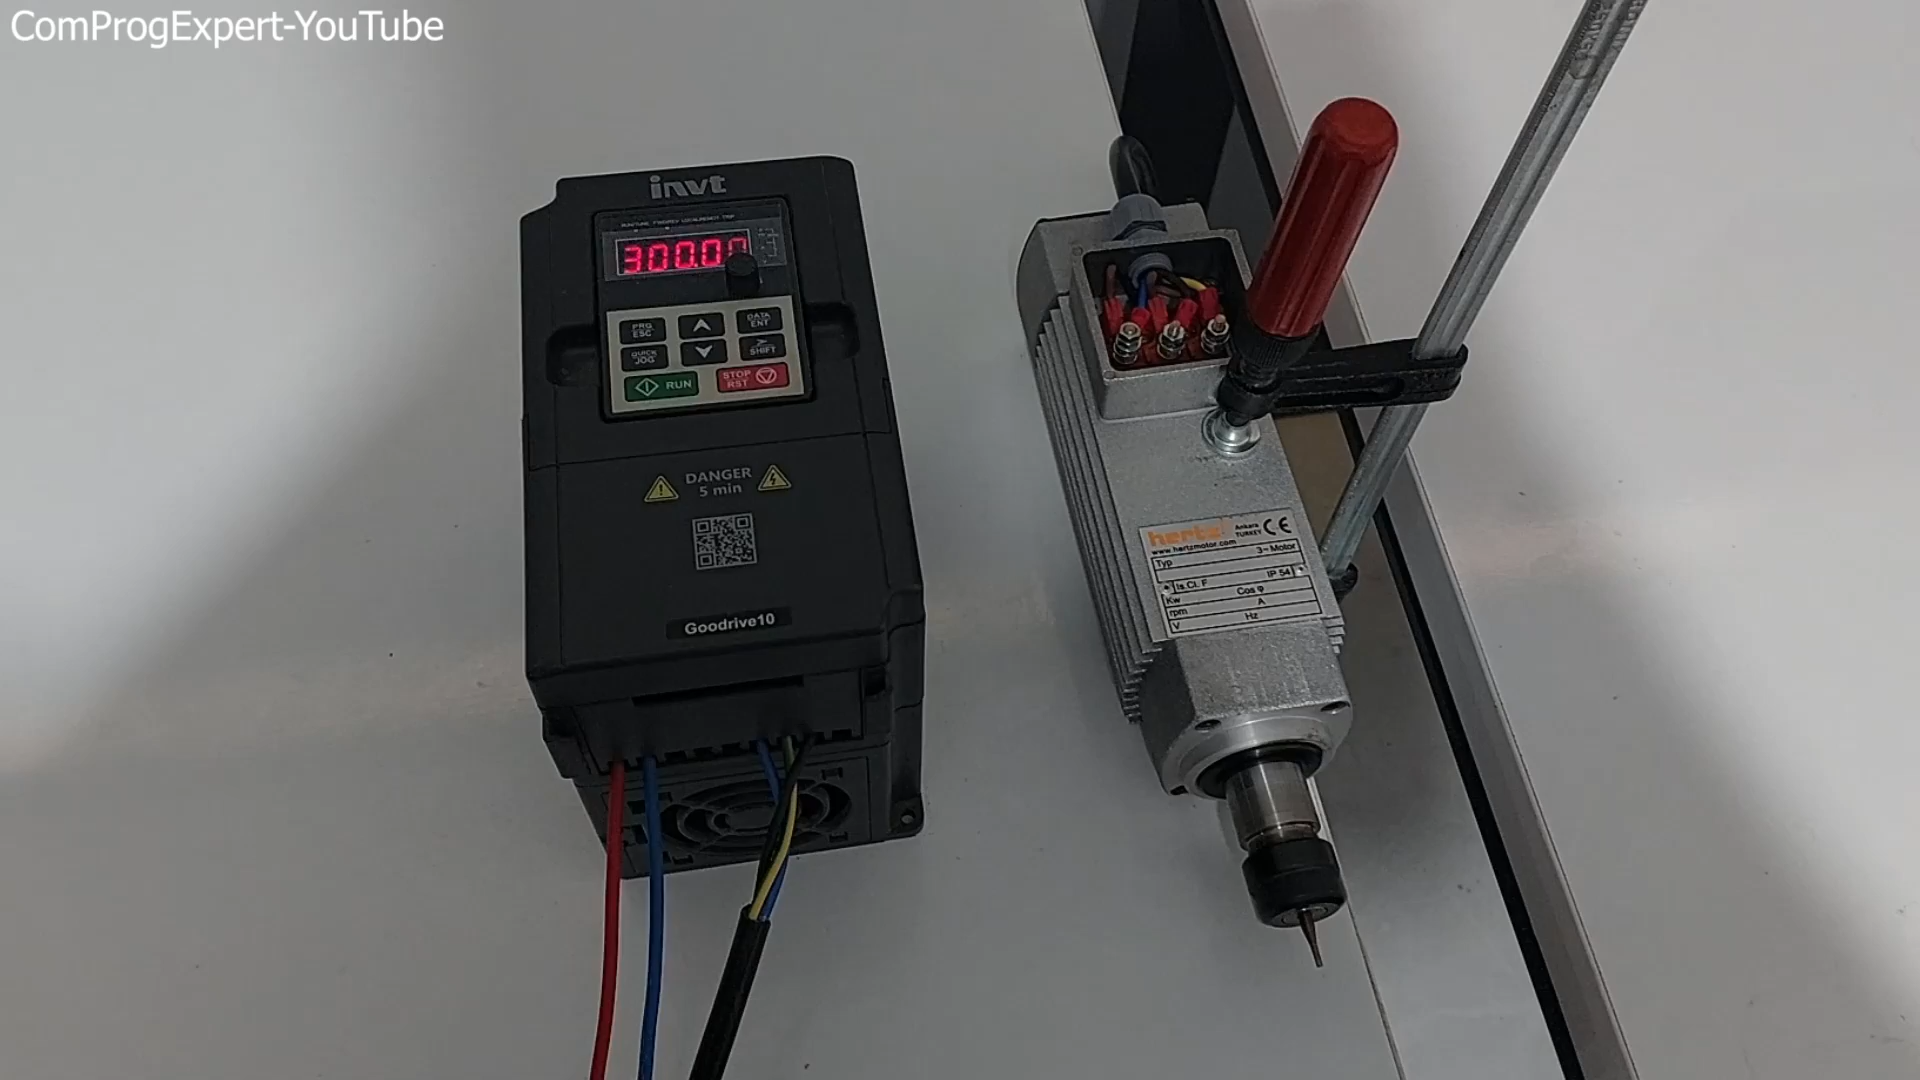 ComProgExpert-YouTube
invt
300.00
PRG
ESC
DATA
ENT
QUICK
JOG
SHIFT
RUN
STOP
RST
DANGER
5 min
Goodrive10
hertz
Ankara
TURKEY
CE
www.hertzmotor.com
Typ
3~ Motor
Is.Cl. F
IP 54
Kw
Cos φ
rpm
A
V
Hz